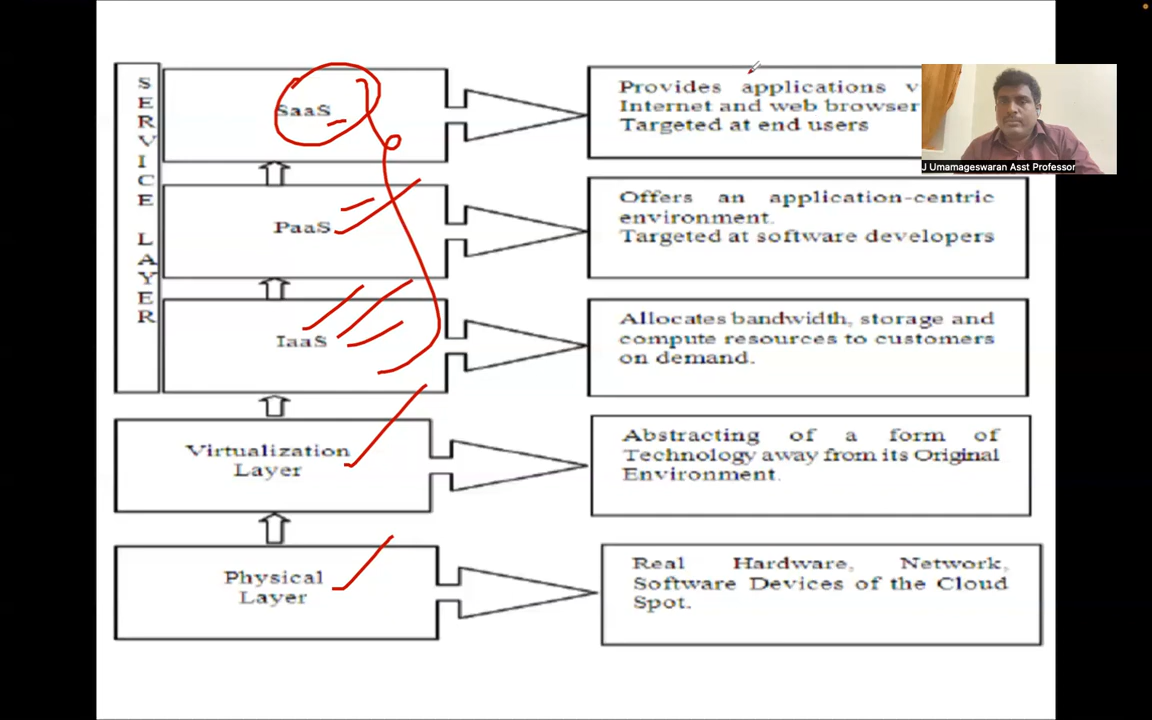 SERVICE LAYER
SaaS
Provides applications v
Internet and web browser
Targeted at end users
J Umamageswaran Asst Professor
PaaS
Offers an application-centric
environment.
Targeted at software developers
IaaS
Allocates bandwidth, storage and
compute resources to customers
on demand.
Virtualization
Layer
Abstracting of a form of
Technology away from its Original
Environment.
Physical
Layer
Real Hardware, Network,
Software Devices of the Cloud
Spot.